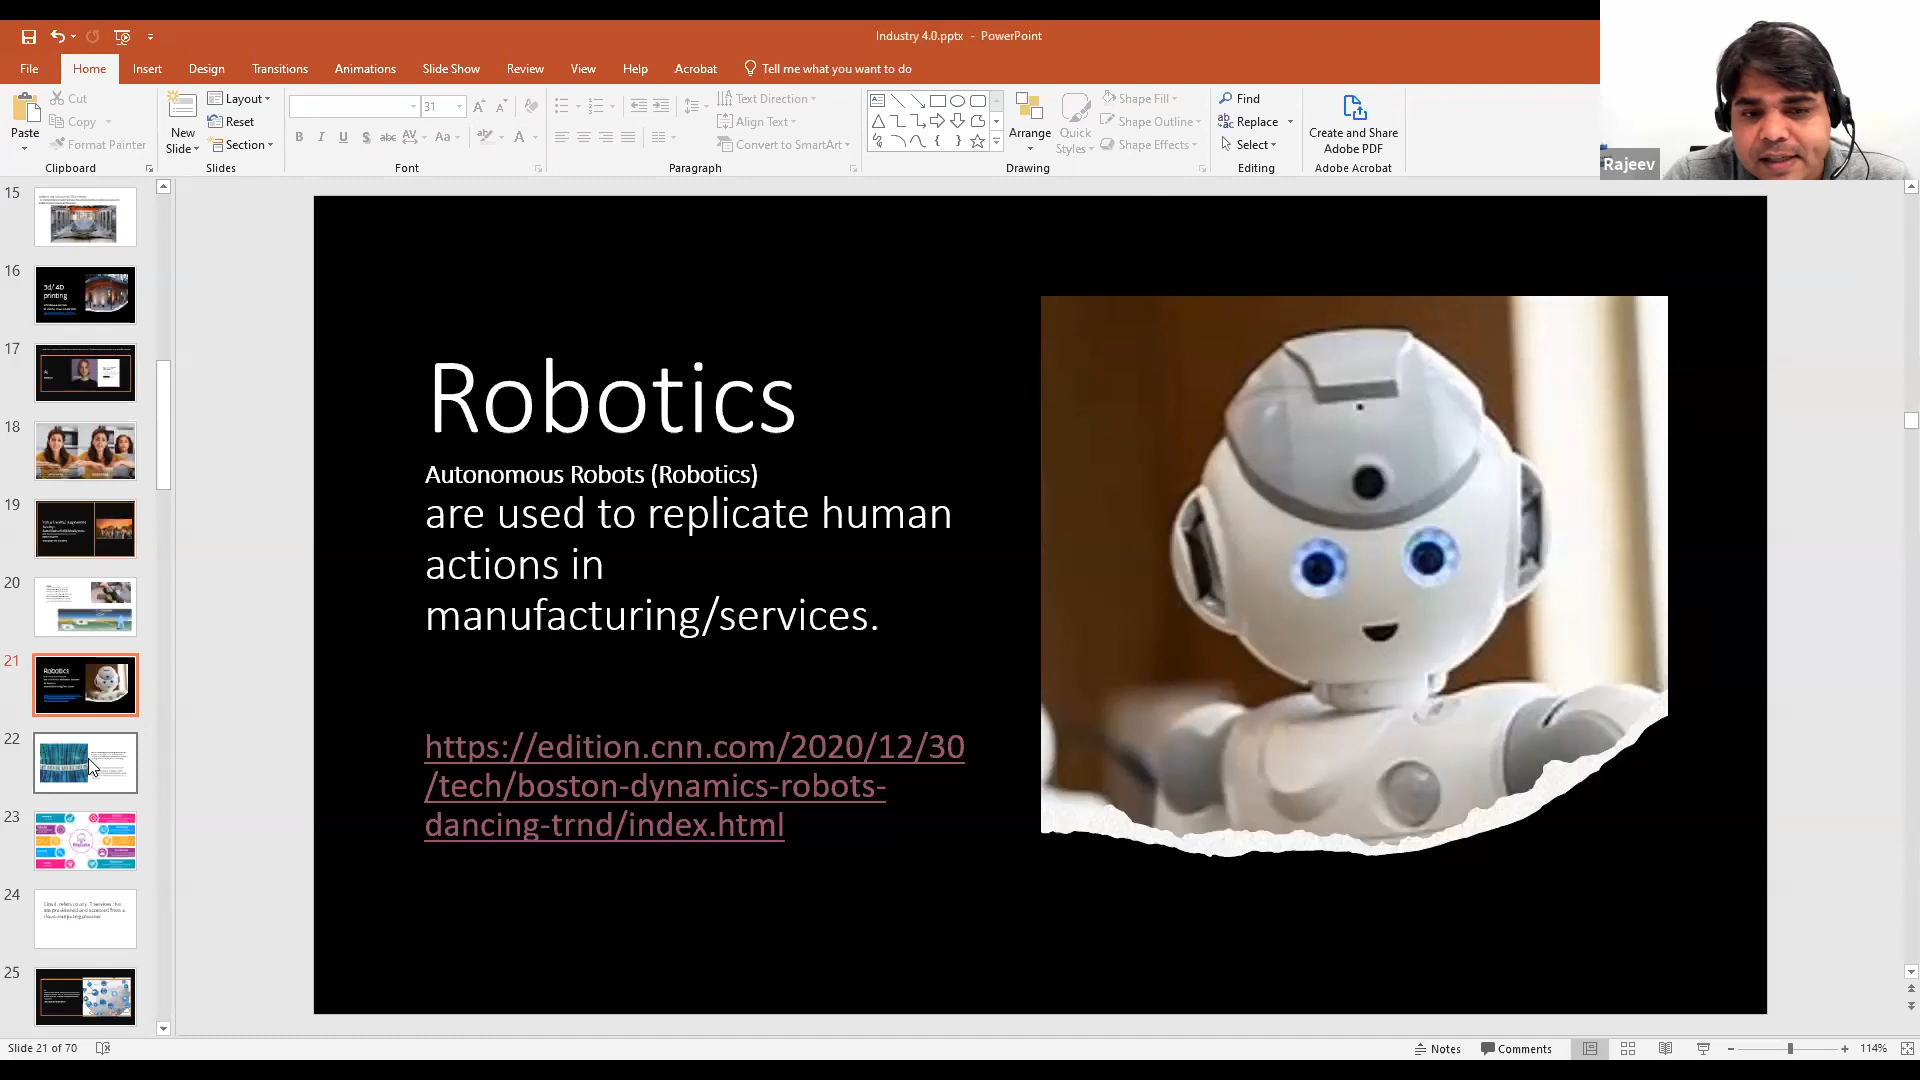 Industry 4.0.pptx - PowerPoint
File Home Insert Design Transitions Animations Slide Show Review View Help Acrobat Tell me what you want to do
Paste
Cut
Copy
Format Painter
Clipboard
New Slide
Layout
Reset
Section
Slides
31
Font
Text Direction
Align Text
Convert to SmartArt
Paragraph
Arrange
Quick Styles
Shape Fill
Shape Outline
Shape Effects
Drawing
Find
Replace
Select
Editing
Create and Share
Adobe PDF
Adobe Acrobat
Rajeev
15
16
3d/ 4D
printing
17
18
19
20
21
Robotics
22
23
24
25
Robotics
Autonomous Robots (Robotics)
are used to replicate human
actions in
manufacturing/services.
https://edition.cnn.com/2020/12/30
/tech/boston-dynamics-robots-
dancing-trnd/index.html
Slide 21 of 70
Notes Comments 114%